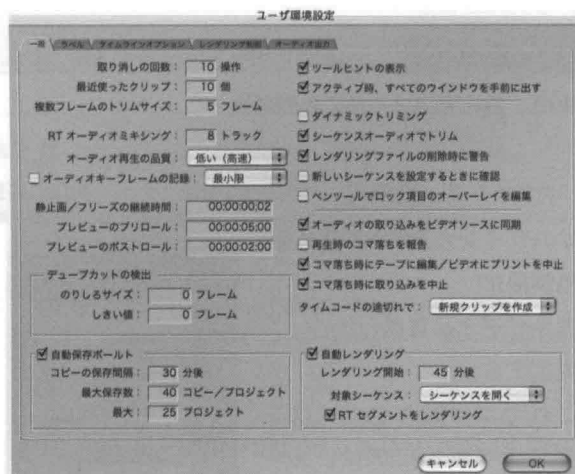 ユーザ環境設定
一般 ラベル タイムラインオプション レンダリング制御 オーディオ出力
取り消しの回数： 10 操作
最近使ったクリップ： 10 個
複数フレームのトリムサイズ： 5 フレーム
RT オーディオミキシング： 8 トラック
オーディオ再生の品質： 低い（高速）
オーディオキーフレームの記録： 最小限
静止画／フリーズの継続時間： 00:00:00;02
プレビューのプリロール： 00:00:05:00
プレビューのポストロール： 00:00:02:00
デュープカットの検出
のりしろサイズ： 0 フレーム
しきい値： 0 フレーム
自動保存ボールト
コピーの保存間隔： 30 分後
最大保存数： 40 コピー／プロジェクト
最大： 25 プロジェクト
ツールヒントの表示
アクティブ時、すべてのウインドウを手前に出す
ダイナミックトリミング
シーケンスオーディオでトリム
レンダリングファイルの削除時に警告
新しいシーケンスを設定するときに確認
ペンツールでロック項目のオーバーレイを編集
オーディオの取り込みをビデオソースに同期
再生時のコマ落ちを報告
コマ落ち時にテープに編集／ビデオにプリントを中止
コマ落ち時に取り込みを中止
タイムコードの途切れで： 新規クリップを作成
自動レンダリング
レンダリング開始： 45 分後
対象シーケンス： シーケンスを開く
RT セグメントをレンダリング
キャンセル OK